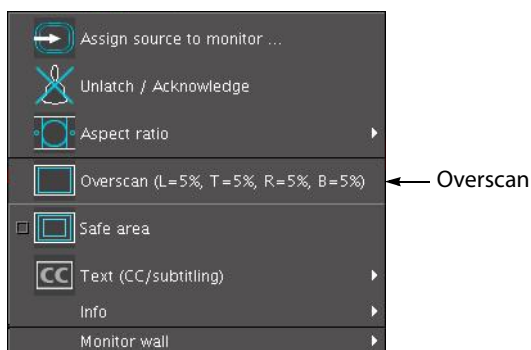 Assign source to monitor ...
Unlatch / Acknowledge
Aspect ratio
Overscan (L=5%, T=5%, R=5%, B=5%)
Overscan
Safe area
CC Text (CC/subtitling)
Info
Monitor wall